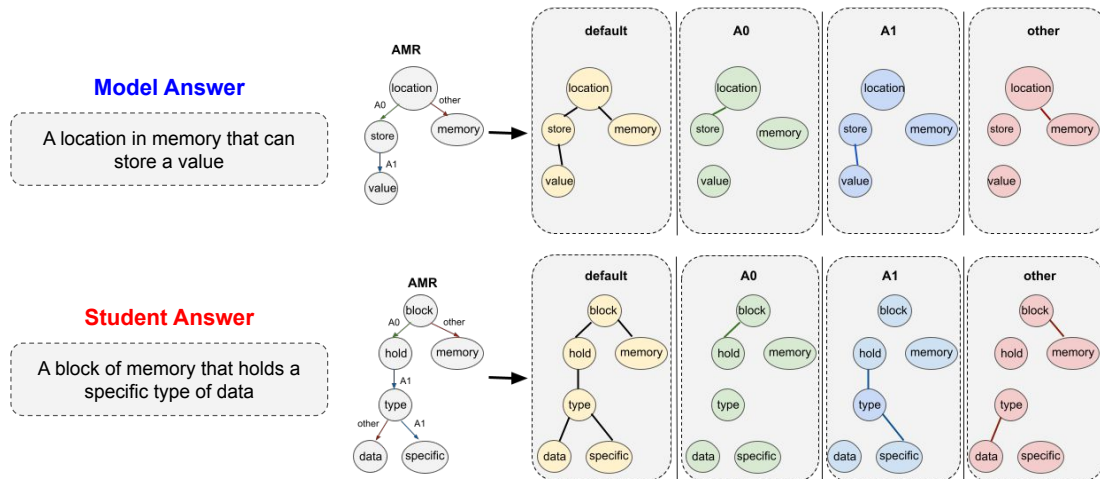 default
A0
A1
other
AMR
Model Answer
A location in memory that can
store a value
location
A0
other
store
memory
A1
value
location
store
memory
value
location
store
memory
value
location
store
memory
value
location
store
memory
value
default
A0
A1
other
AMR
Student Answer
A block of memory that holds a
specific type of data
block
A0
other
hold
memory
A1
type
other
A1
data
specific
block
hold
memory
type
data
specific
block
hold
memory
type
data
specific
block
hold
memory
type
data
specific
block
hold
memory
type
data
specific